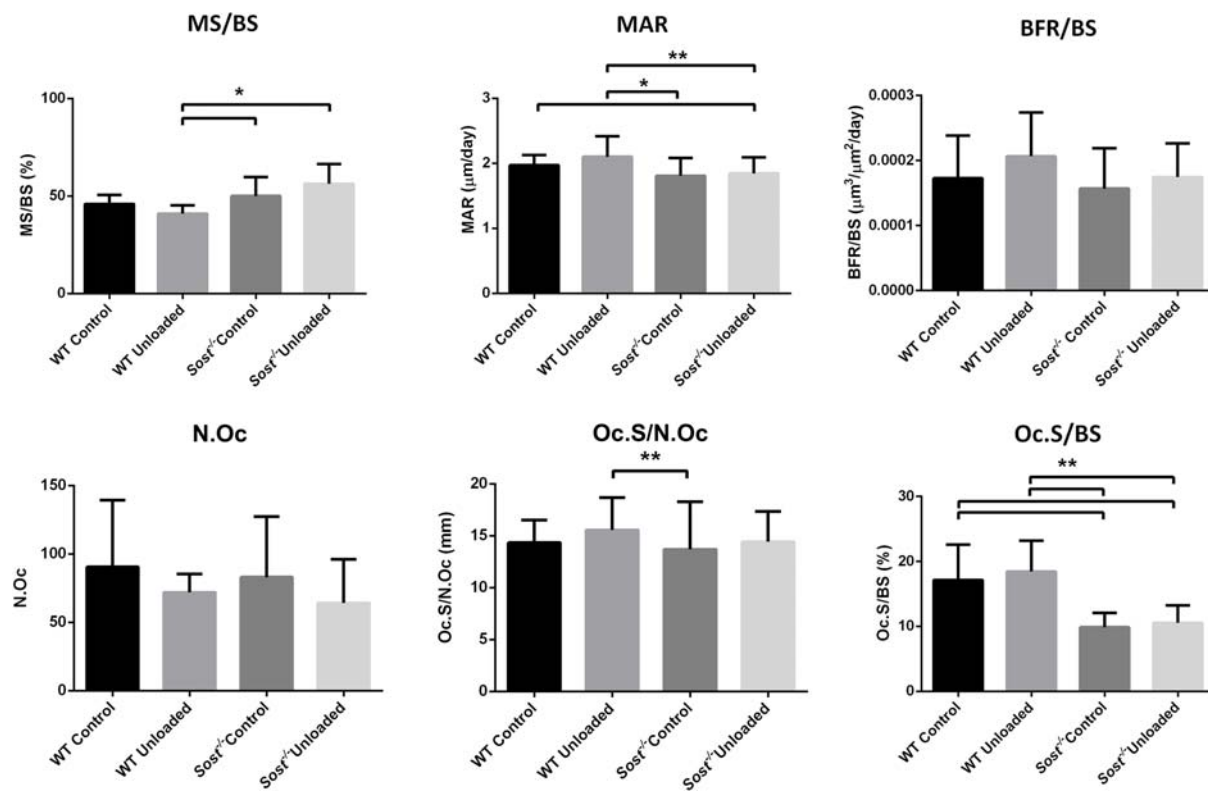 MS/BS
*
100
50
0
MS/BS (%)
WT Control
WT Unloaded
Sost-/- Control
Sost-/- Unloaded
MAR
**
*
3
2
1
0
MAR (μm/day)
WT Control
WT Unloaded
Sost-/- Control
Sost-/- Unloaded
BFR/BS
0.0003
0.0002
0.0001
0.0000
BFR/BS (μm³/μm²/day)
WT Control
WT Unloaded
Sost-/- Control
Sost-/- Unloaded
N.Oc
150
100
50
0
N.Oc
WT Control
WT Unloaded
Sost-/- Control
Sost-/- Unloaded
Oc.S/N.Oc
**
20
15
10
5
0
Oc.S/N.Oc (mm)
WT Control
WT Unloaded
Sost-/- Control
Sost-/- Unloaded
Oc.S/BS
**
30
20
10
0
Oc.S/BS (%)
WT Control
WT Unloaded
Sost-/- Control
Sost-/- Unloaded